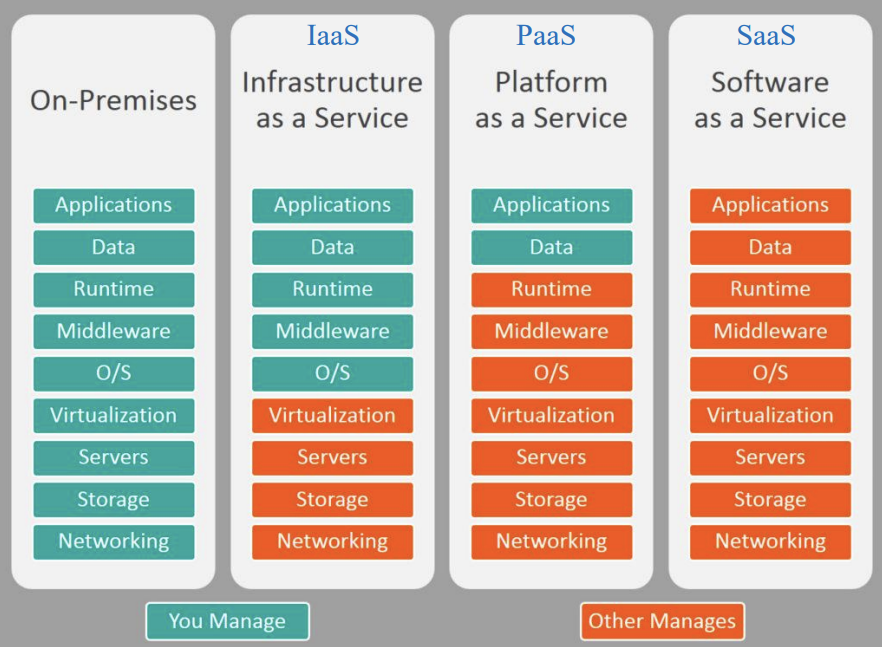 IaaS
PaaS
SaaS
On-Premises
Infrastructure
as a Service
Platform
as a Service
Software
as a Service
Applications
Data
Runtime
Middleware
O/S
Virtualization
Servers
Storage
Networking
Applications
Data
Runtime
Middleware
O/S
Virtualization
Servers
Storage
Networking
Applications
Data
Runtime
Middleware
O/S
Virtualization
Servers
Storage
Networking
Applications
Data
Runtime
Middleware
O/S
Virtualization
Servers
Storage
Networking
You Manage
Other Manages